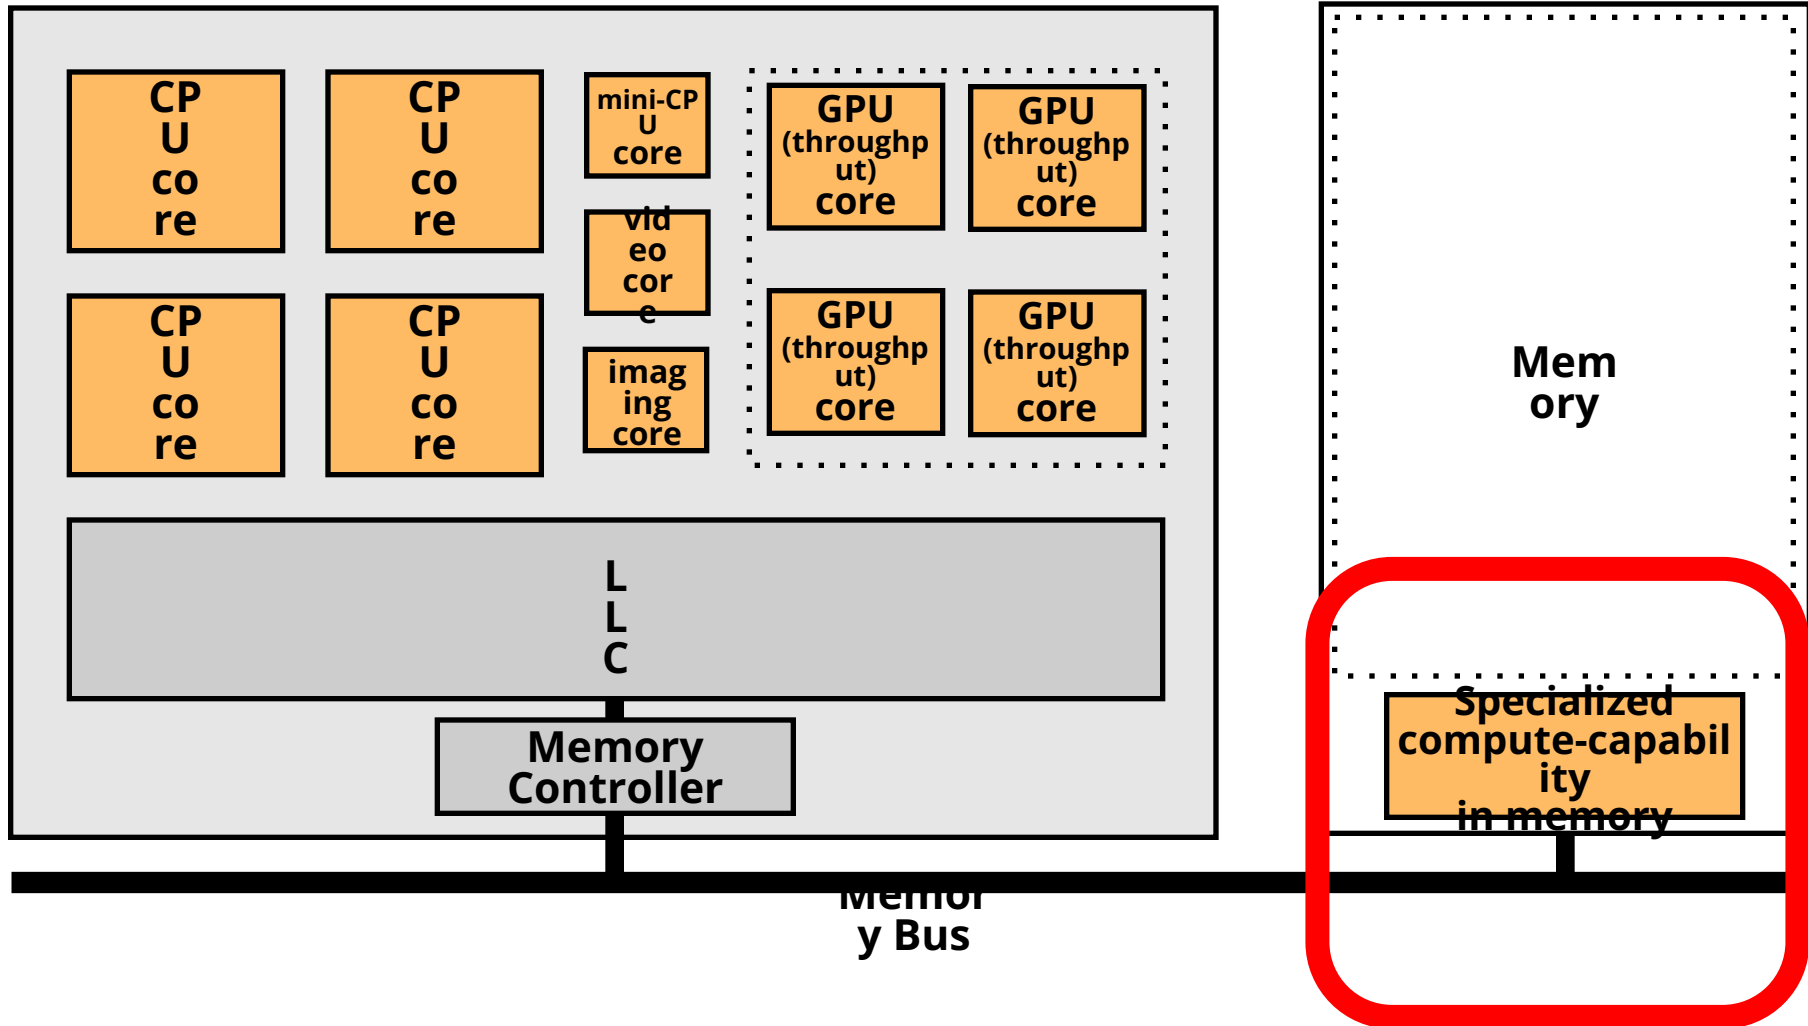 CP
U
co
re
CP
U
co
re
mini-CP
U
core
GPU
(throughp
ut)
core
GPU
(throughp
ut)
core
vid
eo
cor
e
CP
U
co
re
CP
U
co
re
imag
ing
core
GPU
(throughp
ut)
core
GPU
(throughp
ut)
core
Mem
ory
L
L
C
Memory
Controller
Specialized
compute-capabil
ity
in memory
Memor
y Bus